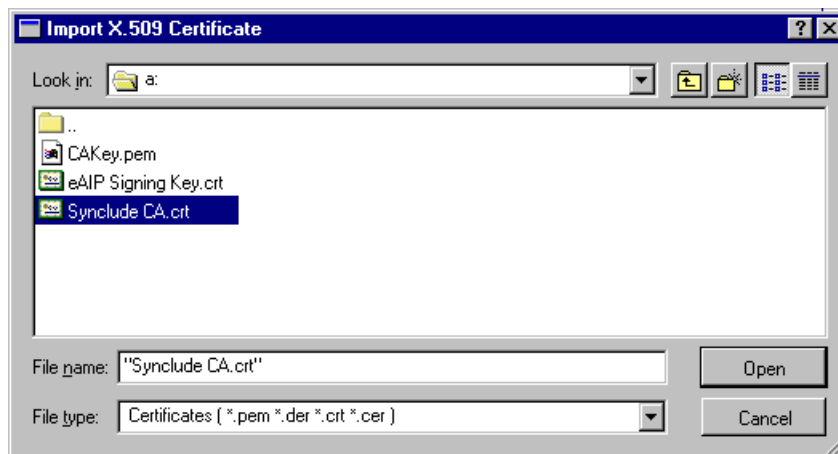 Import X.509 Certificate
Look in: a:
..
CAKey.pem
eAIP Signing Key.crt
Synclude CA.crt
File name: "Synclude CA.crt" Open
File type: Certificates ( *.pem *.der *.crt *.cer ) Cancel